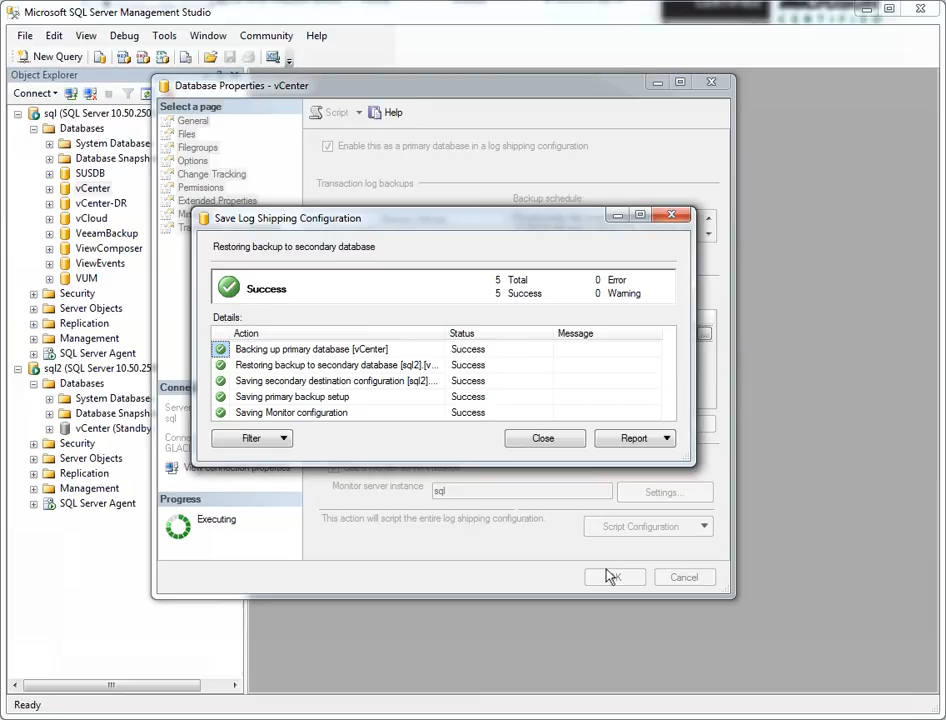 Microsoft SQL Server Management Studio
File Edit View Debug Tools Window Community Help
New Query
Object Explorer
Connect
sql (SQL Server 10.50.250
Databases
System Database
Database Snapsh
SUSDB
vCenter
vCenter-DR
vCloud
VeeamBackup
ViewComposer
ViewEvents
VUM
Security
Server Objects
Replication
Management
SQL Server Agent
sql2 (SQL Server 10.50.25
Databases
System Database
Database Snapsh
vCenter (Standby
Security
Server Objects
Replication
Management
SQL Server Agent
Ready
Database Properties - vCenter
Select a page
General
Files
Filegroups
Options
Change Tracking
Permissions
Extended Properties
Script Help
Enable this as a primary database in a log shipping configuration
Transaction log backups
Backup schedule
Save Log Shipping Configuration
Restoring backup to secondary database
Success
5 Total 0 Error
5 Success 0 Warning
Details:
Action Status Message
Backing up primary database [vCenter] Success
Restoring backup to secondary database [sql2].[v... Success
Saving secondary destination configuration [sql2].... Success
Saving primary backup setup Success
Saving Monitor configuration Success
Filter Close Report
Monitor server instance sql Settings...
This action will script the entire log shipping configuration. Script Configuration
Progress
Executing
Cancel